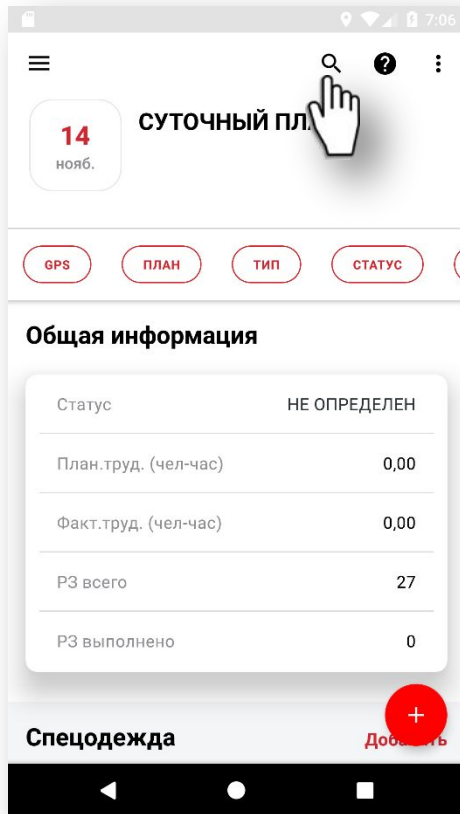 7:06
14
нояб.
СУТОЧНЫЙ
GPS
ПЛАН
ТИП
СТАТУС
Общая информация
Статус НЕ ОПРЕДЕЛЕН
План.труд. (чел-час) 0,00
Факт.труд. (чел-час) 0,00
РЗ всего 27
РЗ выполнено 0
Спецодежда